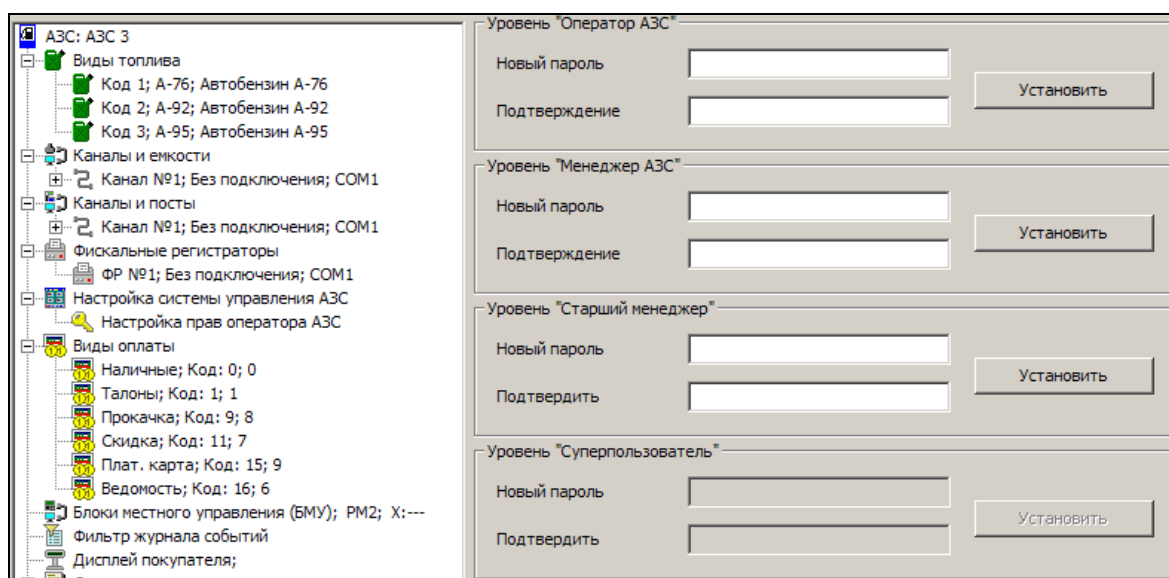 АЗС: АЗС 3
Виды топлива
Код 1; А-76; Автобензин А-76
Код 2; А-92; Автобензин А-92
Код 3; А-95; Автобензин А-95
Каналы и емкости
Канал №1; Без подключения; COM1
Каналы и посты
Канал №1; Без подключения; COM1
Фискальные регистраторы
ФР №1; Без подключения; COM1
Настройка системы управления АЗС
Настройка прав оператора АЗС
Виды оплаты
Наличные; Код: 0; 0
Талоны; Код: 1; 1
Прокачка; Код: 9; 8
Скидка; Код: 11; 7
Плат. карта; Код: 15; 9
Ведомость; Код: 16; 6
Блоки местного управления (БМУ); РМ2; X:---
Фильтр журнала событий
Дисплей покупателя;
Уровень "Оператор АЗС"
Новый пароль
Установить
Подтверждение
Уровень "Менеджер АЗС"
Новый пароль
Установить
Подтверждение
Уровень "Старший менеджер"
Новый пароль
Установить
Подтвердить
Уровень "Суперпользователь"
Новый пароль
Установить
Подтвердить